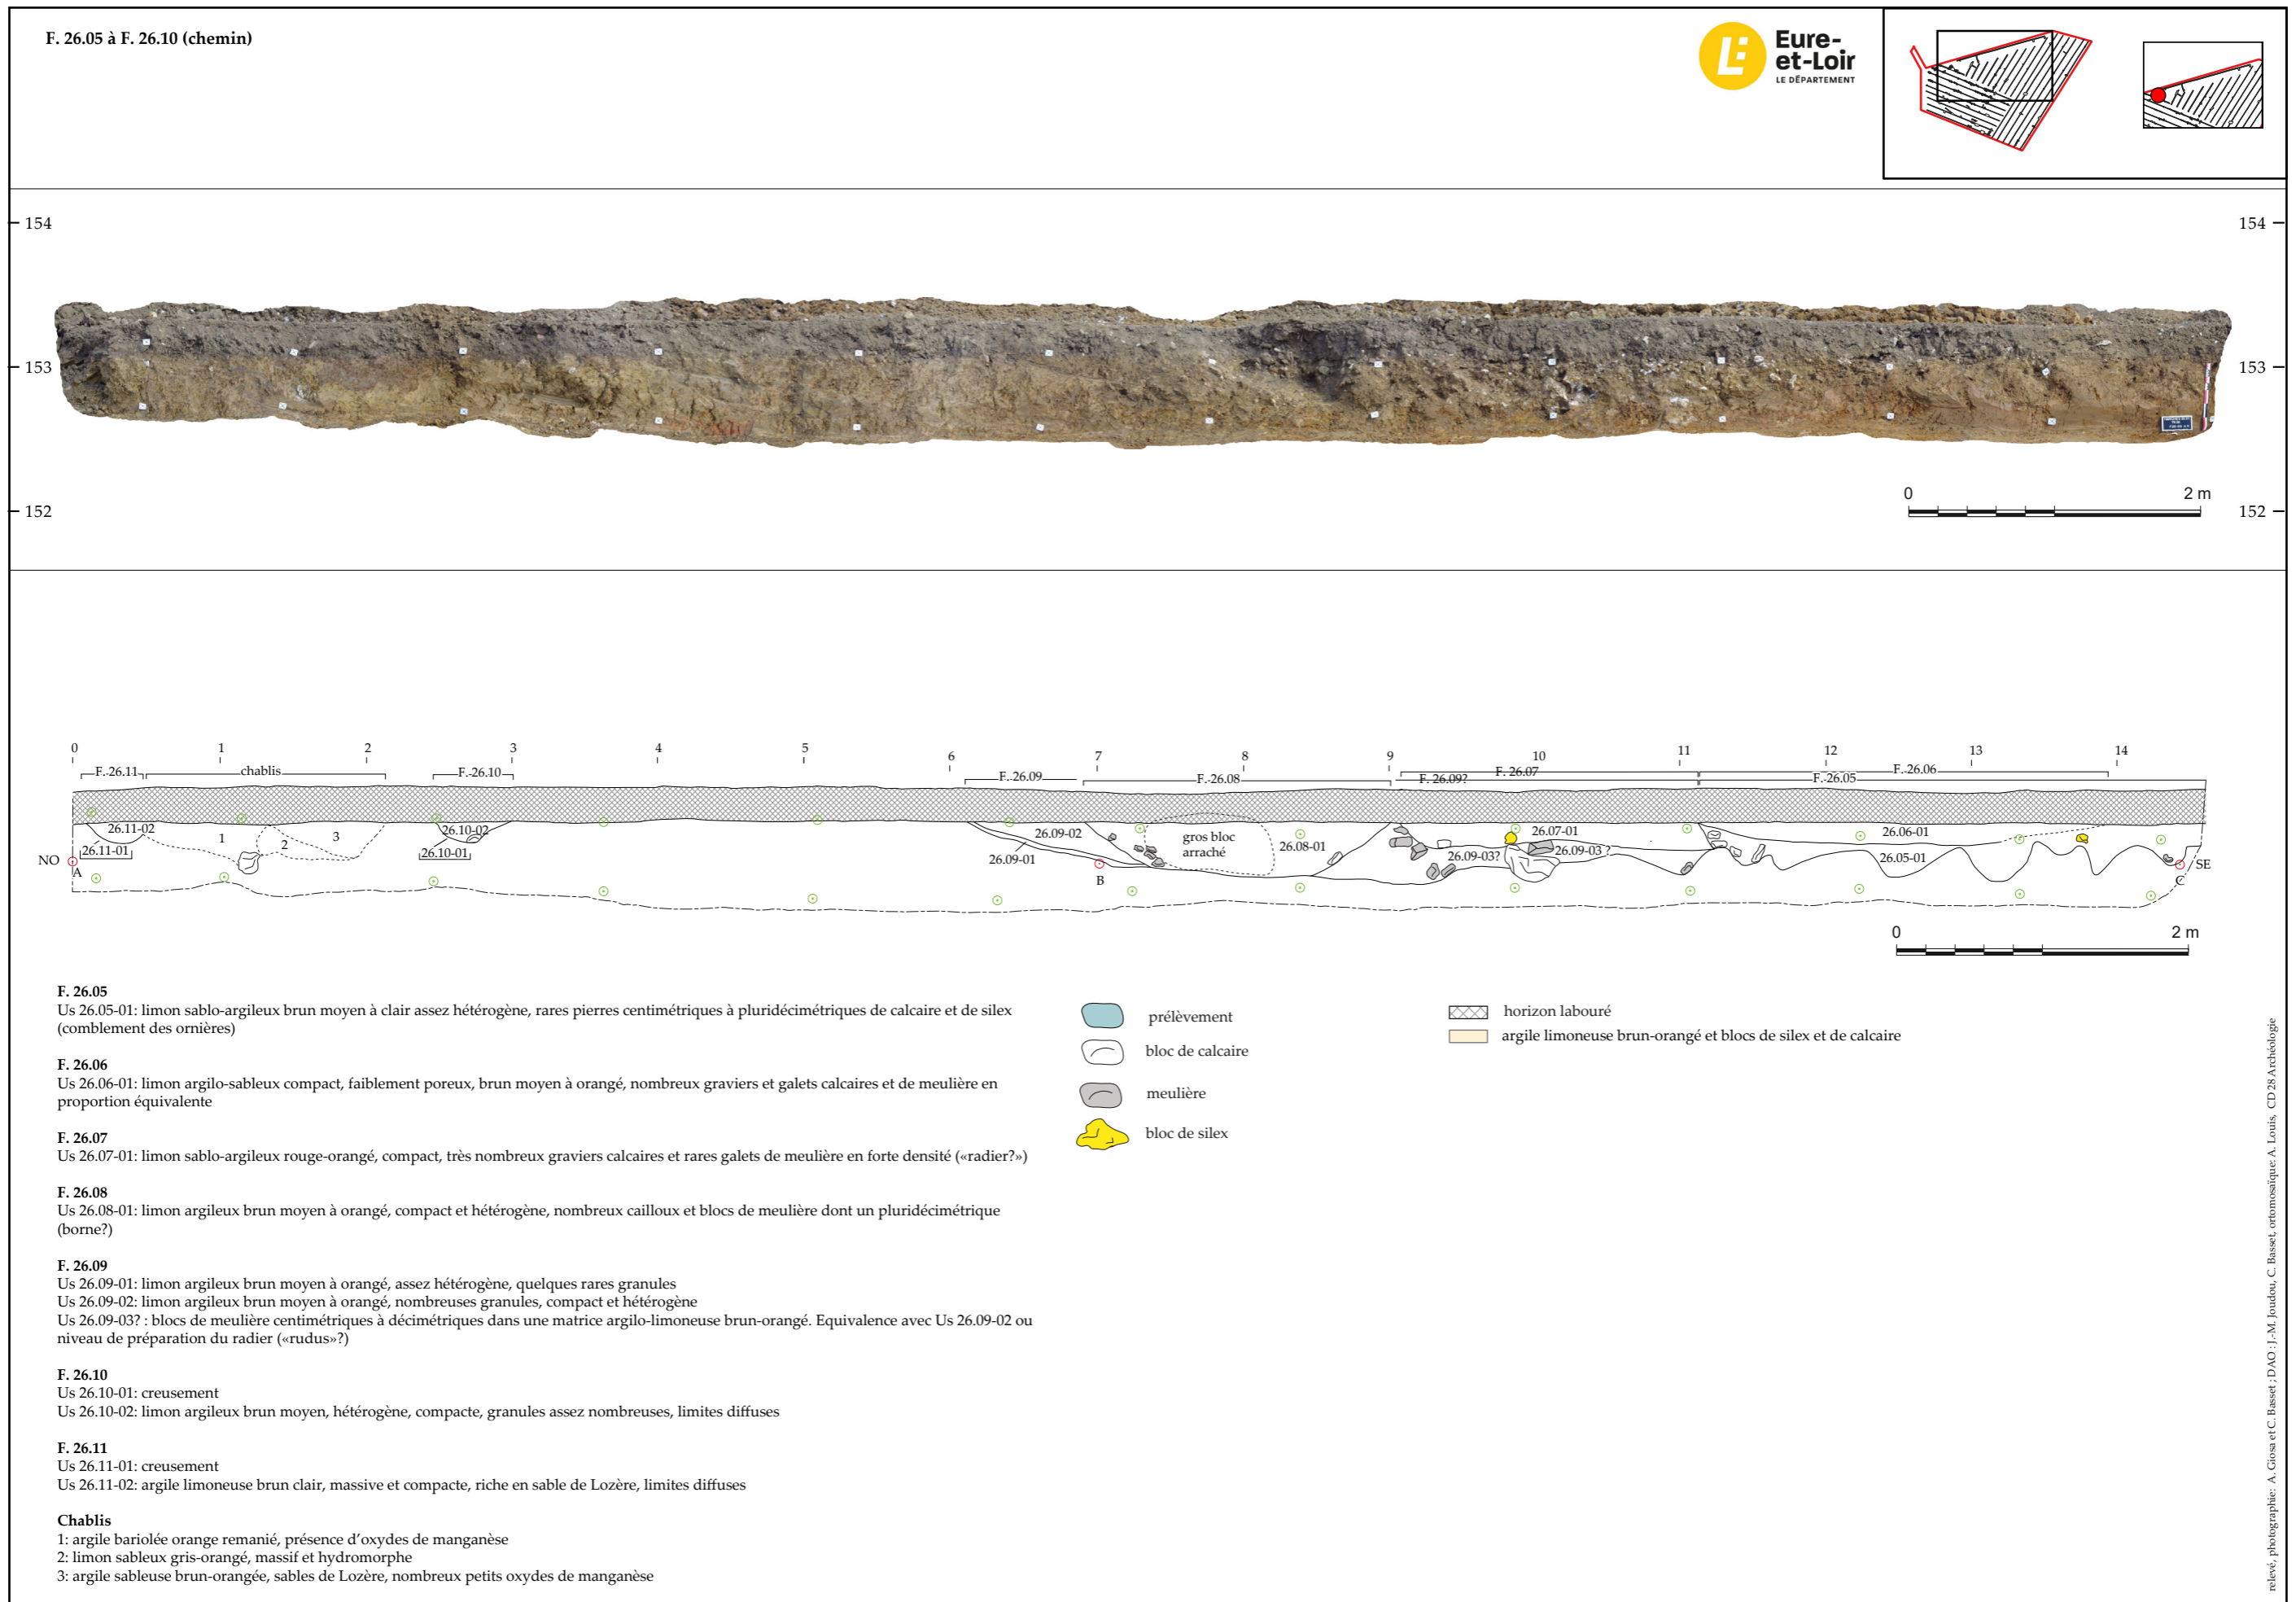 F. 26.05 à F. 26.10 (chemin)
Eure-
et-Loir
LE DÉPARTEMENT
154
154
153
153
152
152
0
2 m
0
1
2
3
4
5
6
7
8
9
10
11
12
13
14
F. 26.11
chablis
F. 26.10
F. 26.09
F. 26.08
F. 26.09?
F. 26.07
F. 26.05
F. 26.06
26.11-02
26.11-01
1
2
3
26.10-02
26.10-01
26.09-02
26.09-01
gros bloc
arraché
26.08-01
26.07-01
26.09-03?
26.09-03 ?
26.06-01
26.05-01
NO
A
B
C
SE
0
2 m
F. 26.05
Us 26.05-01: limon sablo-argileux brun moyen à clair assez hétérogène, rares pierres centimétriques à pluridécimétriques de calcaire et de silex
(comblement des ornières)
F. 26.06
Us 26.06-01: limon argilo-sableux compact, faiblement poreux, brun moyen à orangé, nombreux graviers et galets calcaires et de meulière en
proportion équivalente
F. 26.07
Us 26.07-01: limon sablo-argileux rouge-orangé, compact, très nombreux graviers calcaires et rares galets de meulière en forte densité («radier?»)
F. 26.08
Us 26.08-01: limon argileux brun moyen à orangé, compact et hétérogène, nombreux cailloux et blocs de meulière dont un pluridécimétrique
(borne?)
F. 26.09
Us 26.09-01: limon argileux brun moyen à orangé, assez hétérogène, quelques rares granules
Us 26.09-02: limon argileux brun moyen à orangé, nombreuses granules, compact et hétérogène
Us 26.09-03? : blocs de meulière centimétriques à décimétriques dans une matrice argilo-limoneuse brun-orangé. Equivalence avec Us 26.09-02 ou
niveau de préparation du radier («rudus»?)
F. 26.10
Us 26.10-01: creusement
Us 26.10-02: limon argileux brun moyen, hétérogène, compacte, granules assez nombreuses, limites diffuses
F. 26.11
Us 26.11-01: creusement
Us 26.11-02: argile limoneuse brun clair, massive et compacte, riche en sable de Lozère, limites diffuses
Chablis
1: argile bariolée orange remanié, présence d'oxydes de manganèse
2: limon sableux gris-orangé, massif et hydromorphe
3: argile sableuse brun-orangée, sables de Lozère, nombreux petits oxydes de manganèse
prélèvement
bloc de calcaire
meulière
bloc de silex
horizon labouré
argile limoneuse brun-orangé et blocs de silex et de calcaire
relevé, photographie: A. Giosa et C. Basset ; DAO : J.-M. Joudou, C. Basset, ortomosaïque: A. Louis, CD 28 Archéologie